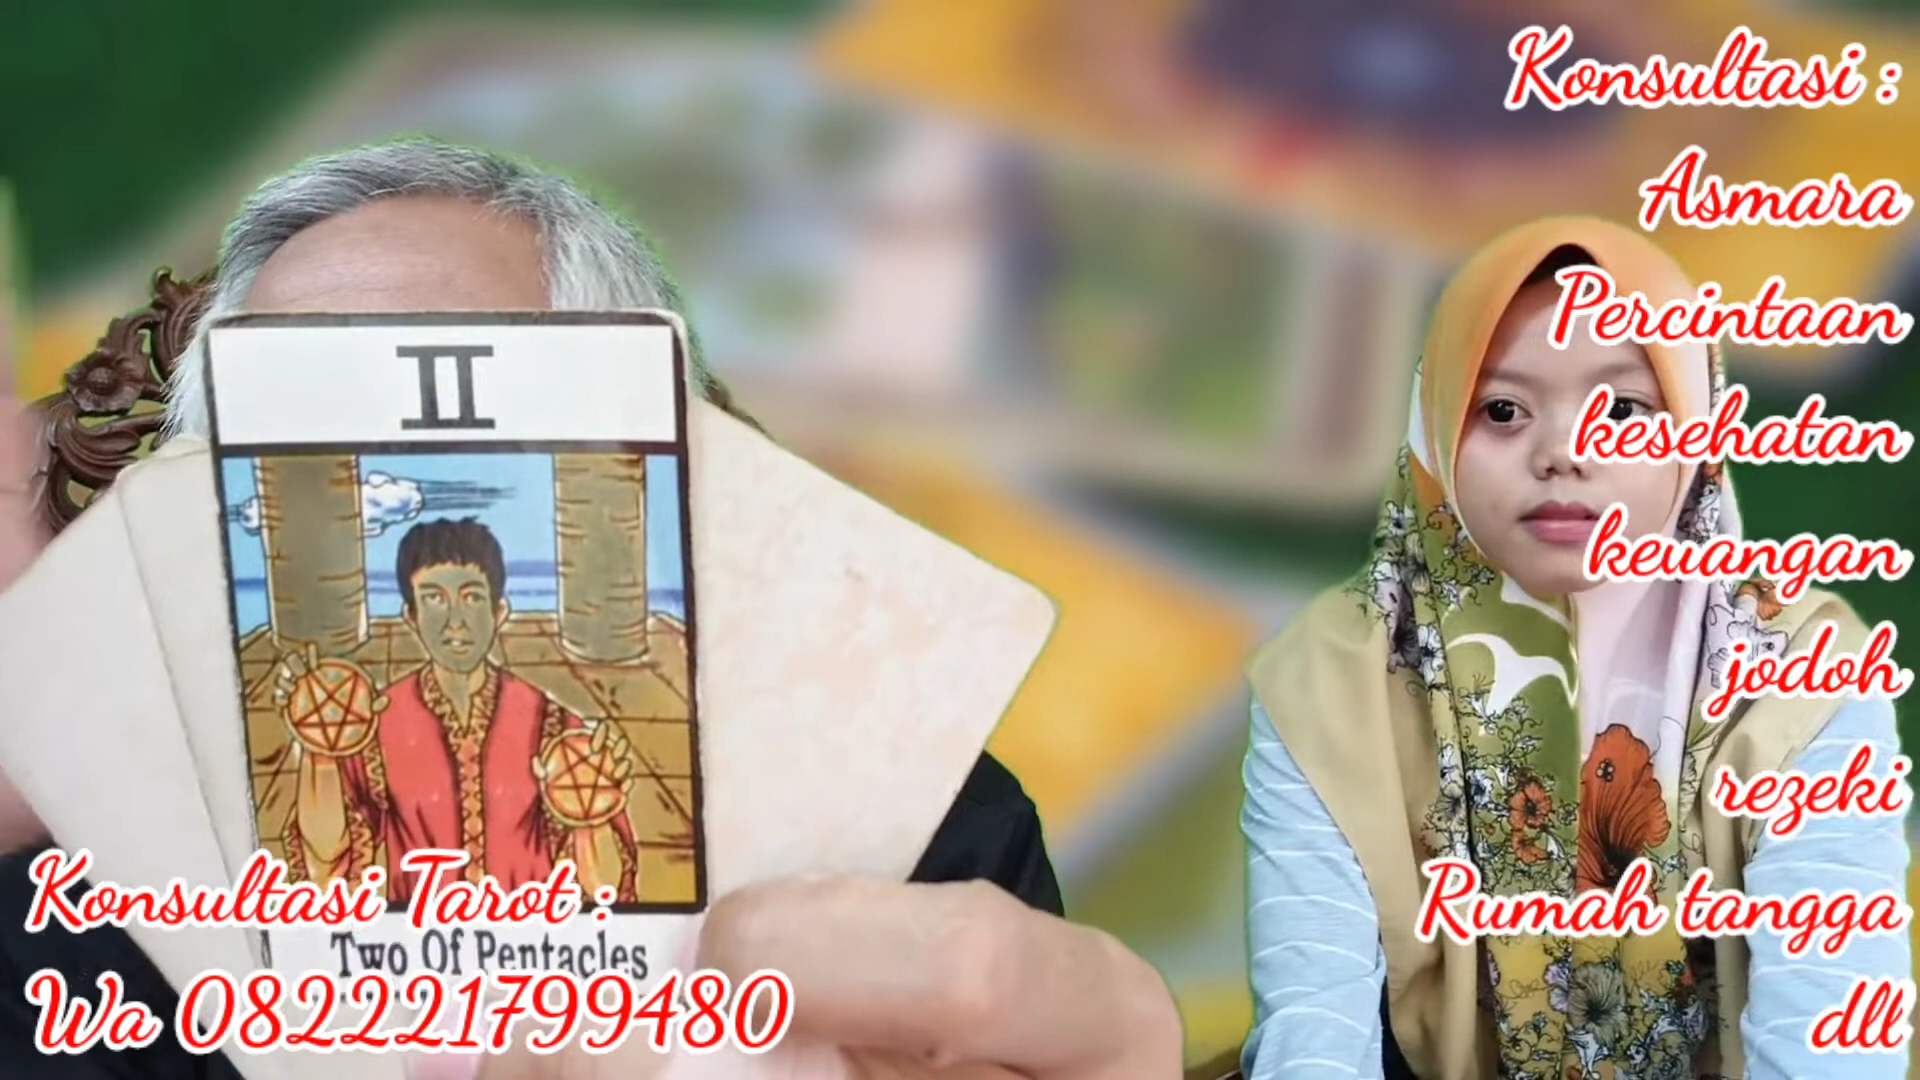 Konsultasi :
Asmara
Percintaan
kesehatan
keuangan
jodoh
rezeki
Rumah tangga
dll
II
Konsultasi Tarot :
Two Of Pentacles
Wa 082221799480